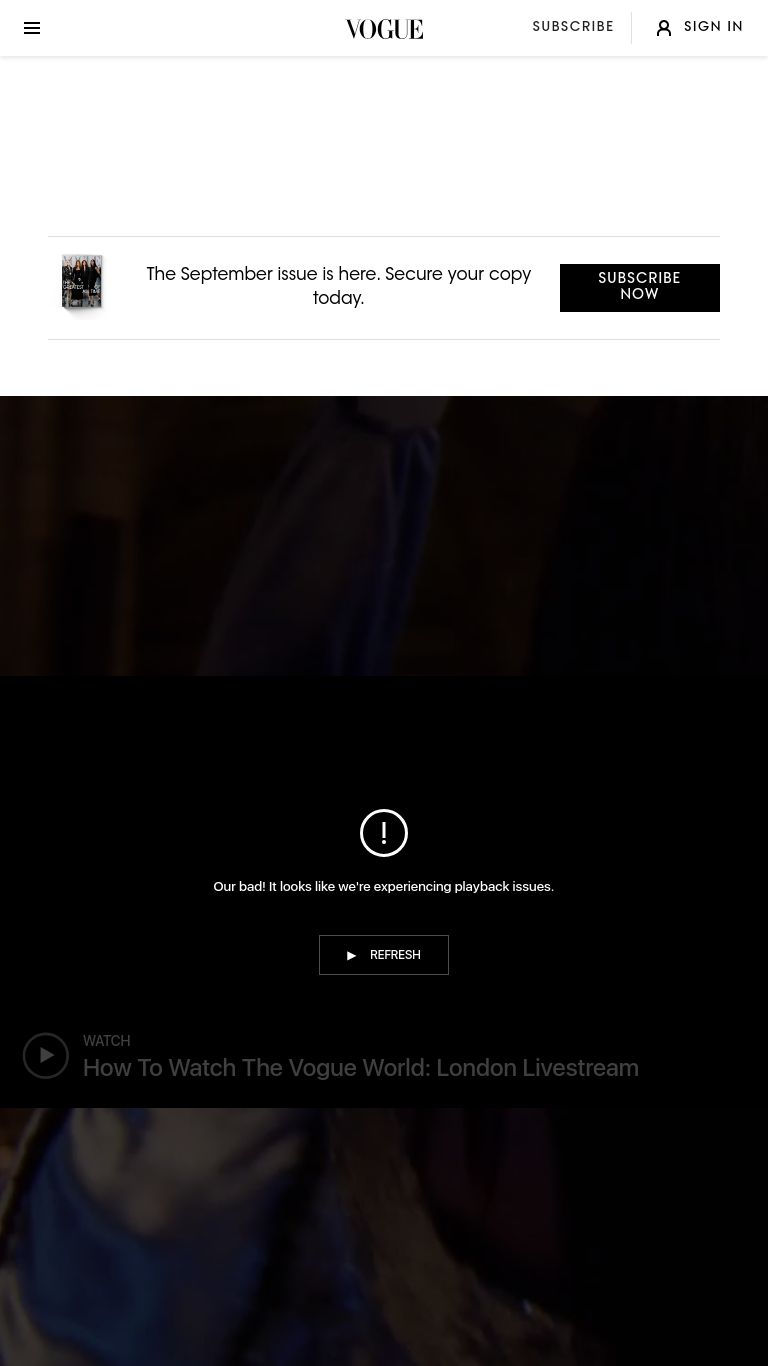 VOGUE
SUBSCRIBE
SIGN IN
The September issue is here. Secure your copy
today.
SUBSCRIBE
NOW
Our bad! It looks like we're experiencing playback issues.
REFRESH
WATCH
How To Watch The Vogue World: London Livestream